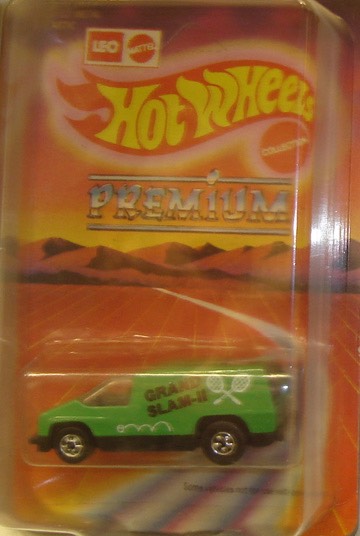 LEO MATTEL
Hot Wheels
COLLECTION
PREMiUM
GRAND
SLAM-II